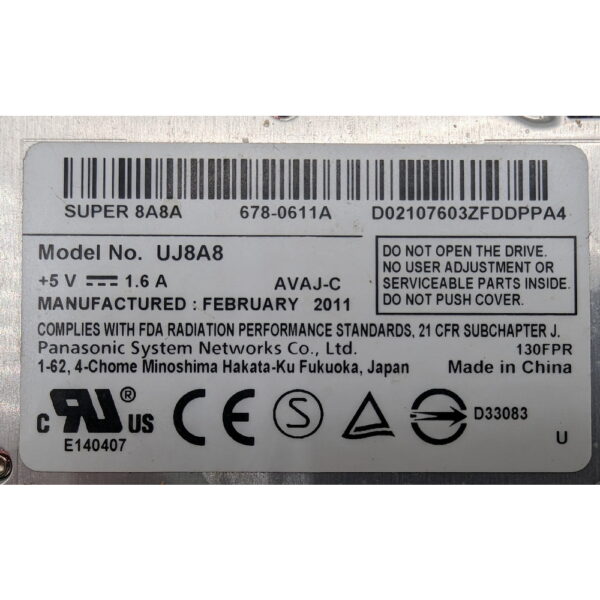 SUPER 8A8A 678-0611A D02107603ZFDDPPA4
Model No. UJ8A8
+5 V ⎓ 1.6 A AVAJ-C
MANUFACTURED : FEBRUARY 2011
DO NOT OPEN THE DRIVE.
NO USER ADJUSTMENT OR
SERVICEABLE PARTS INSIDE.
DO NOT PUSH COVER.
COMPLIES WITH FDA RADIATION PERFORMANCE STANDARDS, 21 CFR SUBCHAPTER J.
Panasonic System Networks Co., Ltd. 130FPR
1-62, 4-Chome Minoshima Hakata-Ku Fukuoka, Japan Made in China
c RU ® US CE S D33083
E140407 U